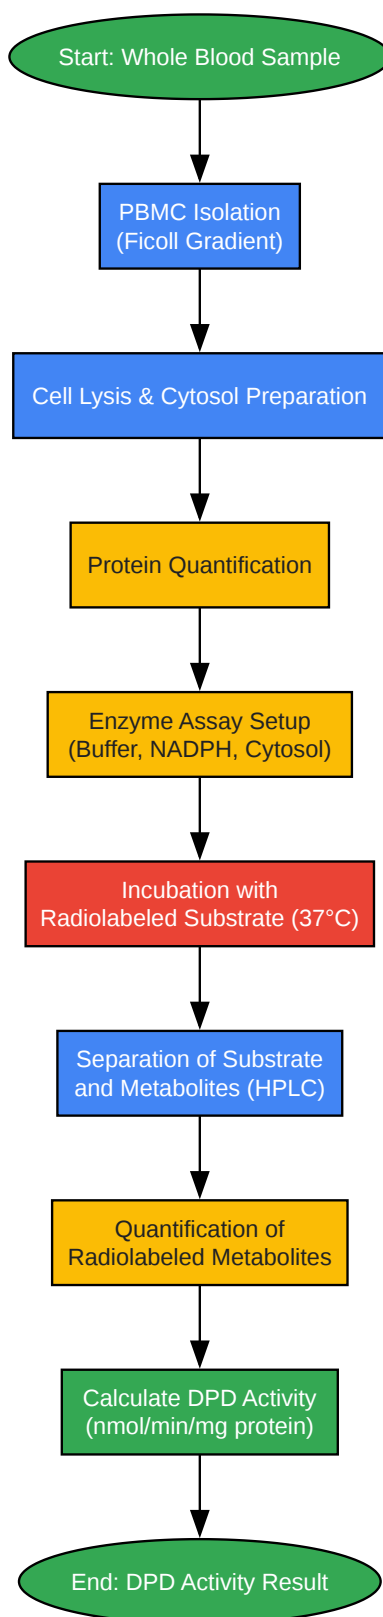 Start: Whole Blood Sample
PBMC Isolation
(Ficoll Gradient)
Cell Lysis & Cytosol Preparation
Protein Quantification
Enzyme Assay Setup
(Buffer, NADPH, Cytosol)
Incubation with
Radiolabeled Substrate (37°C)
Separation of Substrate
and Metabolites (HPLC)
Quantification of
Radiolabeled Metabolites
Calculate DPD Activity
(nmol/min/mg protein)
End: DPD Activity Result